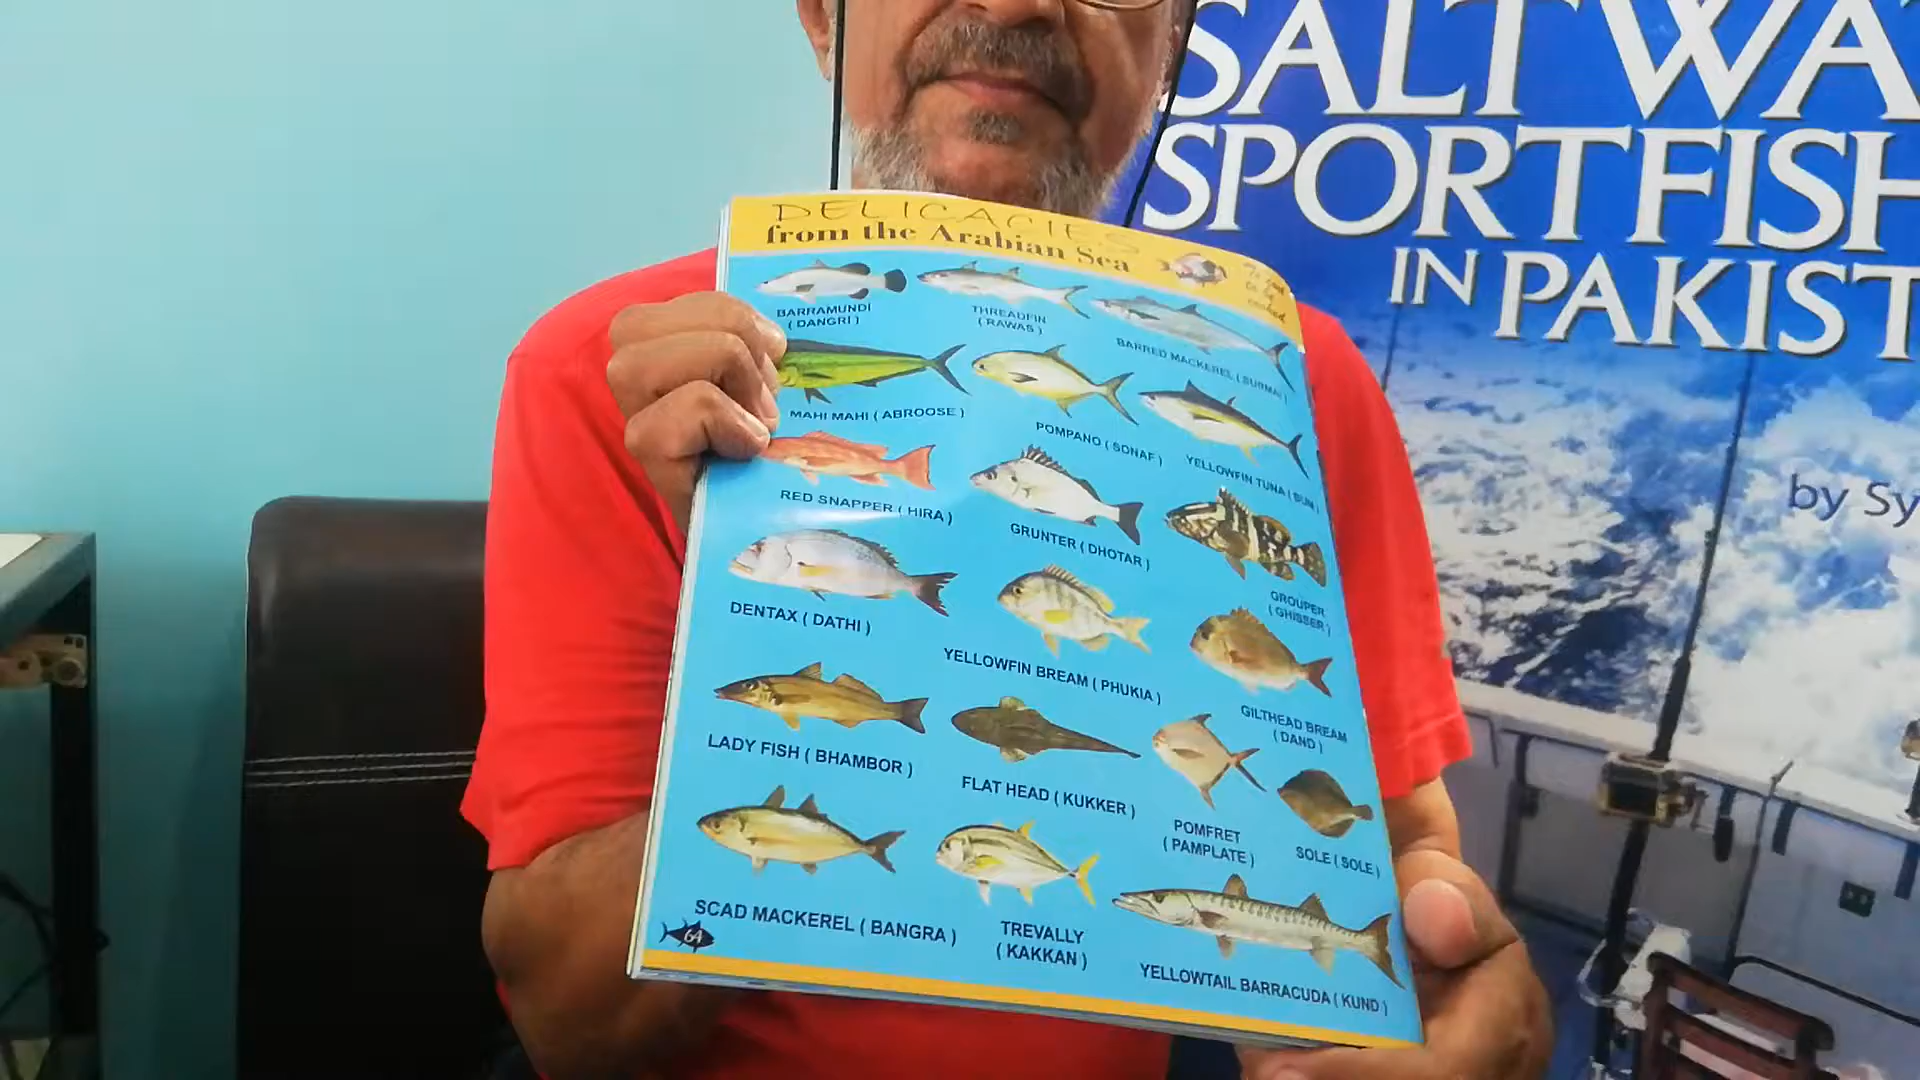 SALT WA
SPORTFISH
IN PAKIST
by Sy
DELICACIES
from the Arabian Sea
BARRAMUNDI
( DANGRI )
THREADFIN
( RAWAS )
BARRED MACKEREL ( SURMAI )
MAHI MAHI ( ABROOSE )
POMPANO ( SONAF )
YELLOWFIN TUNA (
RED SNAPPER ( HIRA )
GRUNTER ( DHOTAR )
GROUPER
( GHISSER )
DENTAX ( DATHI )
YELLOWFIN BREAM ( PHUKIA )
GILTHEAD BREAM
( DAND )
LADY FISH ( BHAMBOR )
FLAT HEAD ( KUKKER )
POMFRET
( PAMPLATE )
SOLE ( SOLE )
SCAD MACKEREL ( BANGRA )
TREVALLY
( KAKKAN )
YELLOWTAIL BARRACUDA ( KUND )
64